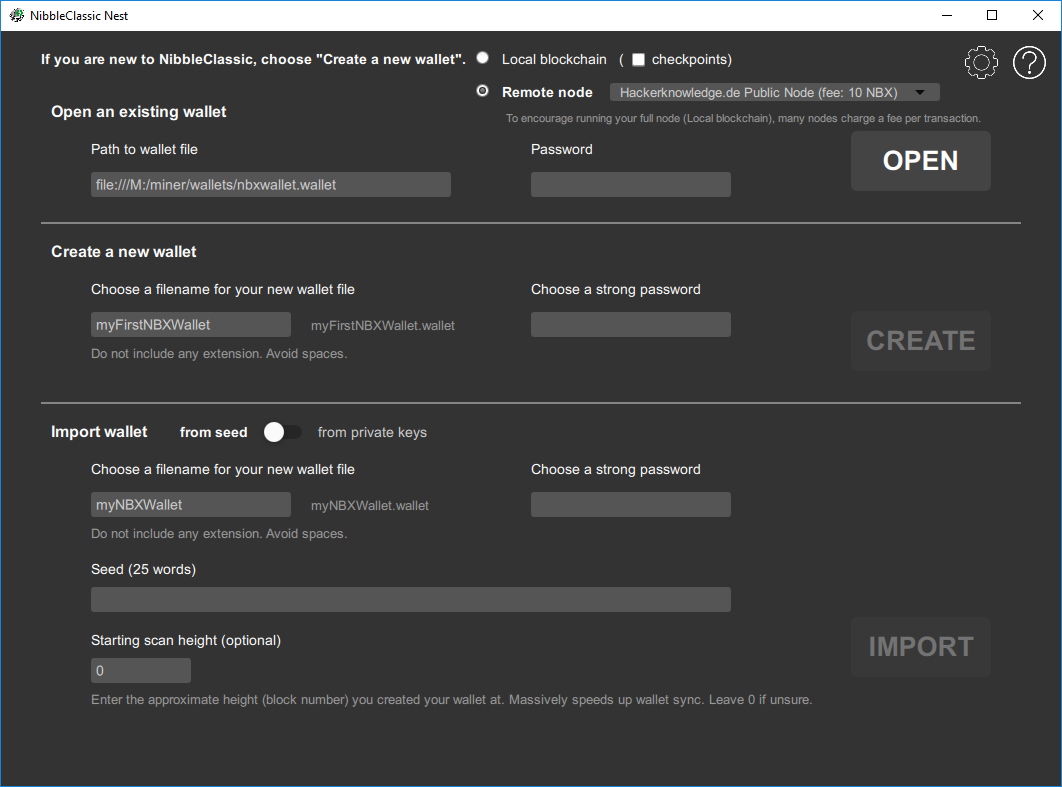 NibbleClassic Nest
If you are new to NibbleClassic, choose "Create a new wallet".
Local blockchain ( checkpoints)
Remote node
Hackerknowledge.de Public Node (fee: 10 NBX)
To encourage running your full node (Local blockchain), many nodes charge a fee per transaction.
Open an existing wallet
Path to wallet file
Password
file:///M:/miner/wallets/nbxwallet.wallet
OPEN
Create a new wallet
Choose a filename for your new wallet file
Choose a strong password
myFirstNBXWallet
myFirstNBXWallet.wallet
Do not include any extension. Avoid spaces.
CREATE
Import wallet
from seed
from private keys
Choose a filename for your new wallet file
Choose a strong password
myNBXWallet
myNBXWallet.wallet
Do not include any extension. Avoid spaces.
Seed (25 words)
Starting scan height (optional)
0
IMPORT
Enter the approximate height (block number) you created your wallet at. Massively speeds up wallet sync. Leave 0 if unsure.